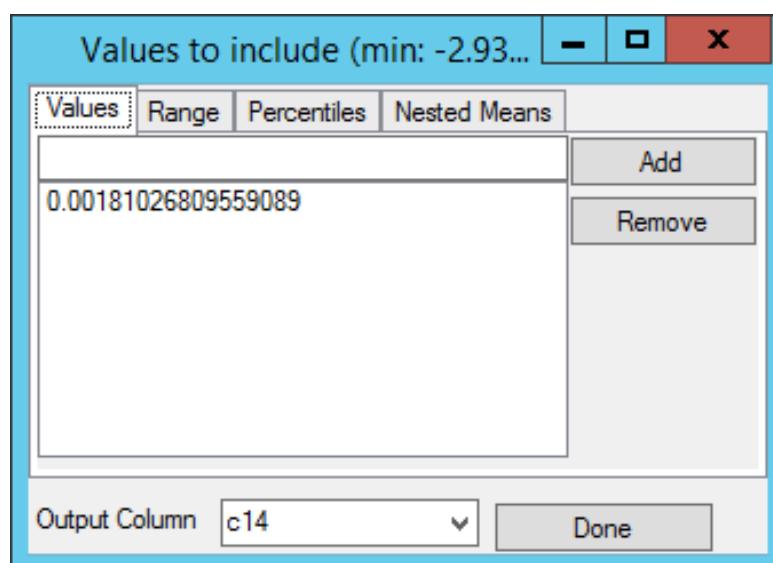 Values to include (min: -2.93...
Values Range Percentiles Nested Means
Add
0.00181026809559089
Remove
Output Column c14 Done